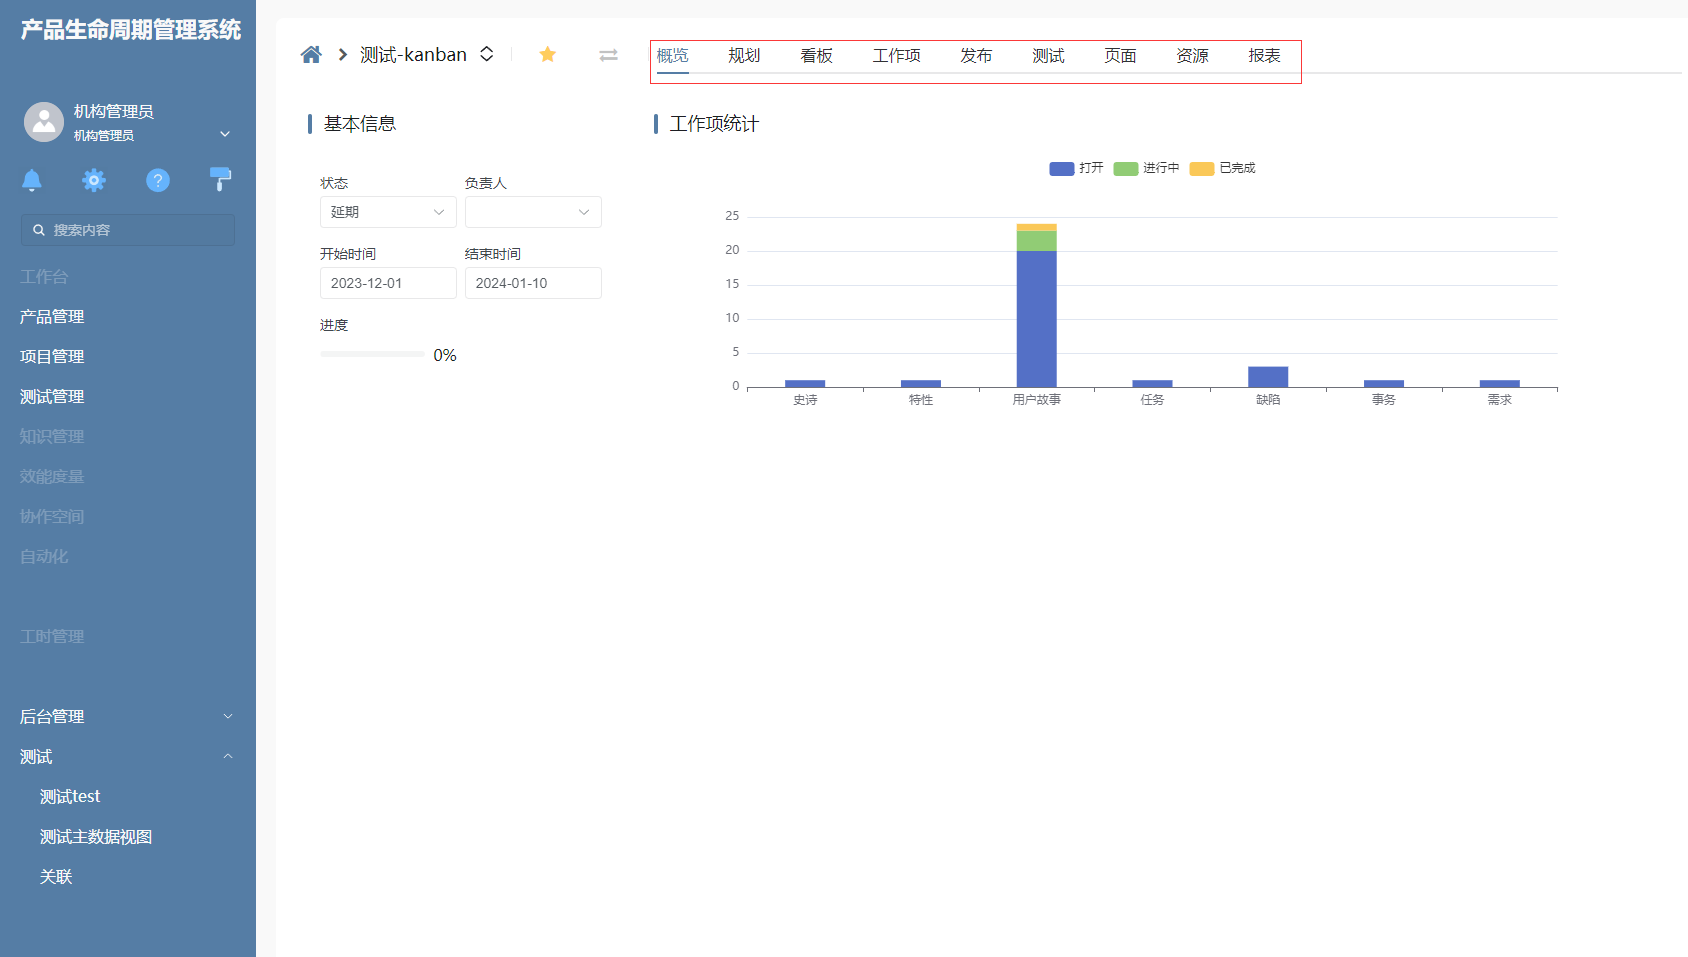 产品生命周期管理系统
机构管理员
机构管理员
搜索内容
工作台
产品管理
项目管理
测试管理
知识管理
效能度量
协作空间
自动化
工时管理
后台管理
测试
测试test
测试主数据视图
关联
测试-kanban
概览 规划 看板 工作项 发布 测试 页面 资源 报表
基本信息
状态 负责人
延期
开始时间 结束时间
2023-12-01 2024-01-10
进度
0%
工作项统计
打开 进行中 已完成
25
20
15
10
5
0
史诗 特性 用户故事 任务 缺陷 事务 需求